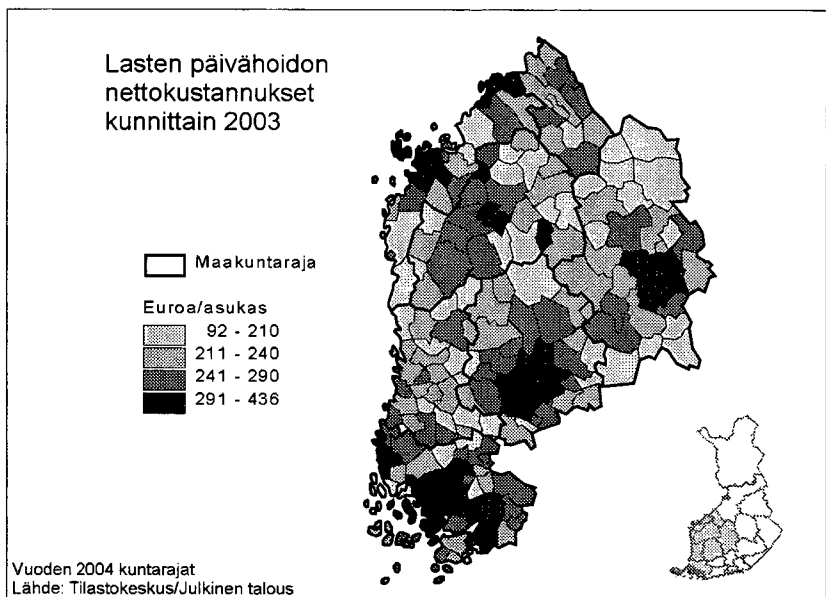 Lasten päivähoidon
nettokustannukset
kunnittain 2003
Maakuntaraja
Euroa/asukas
92 - 210
211 - 240
241 - 290
291 - 436
Vuoden 2004 kuntarajat
Lähde: Tilastokeskus/Julkinen talous